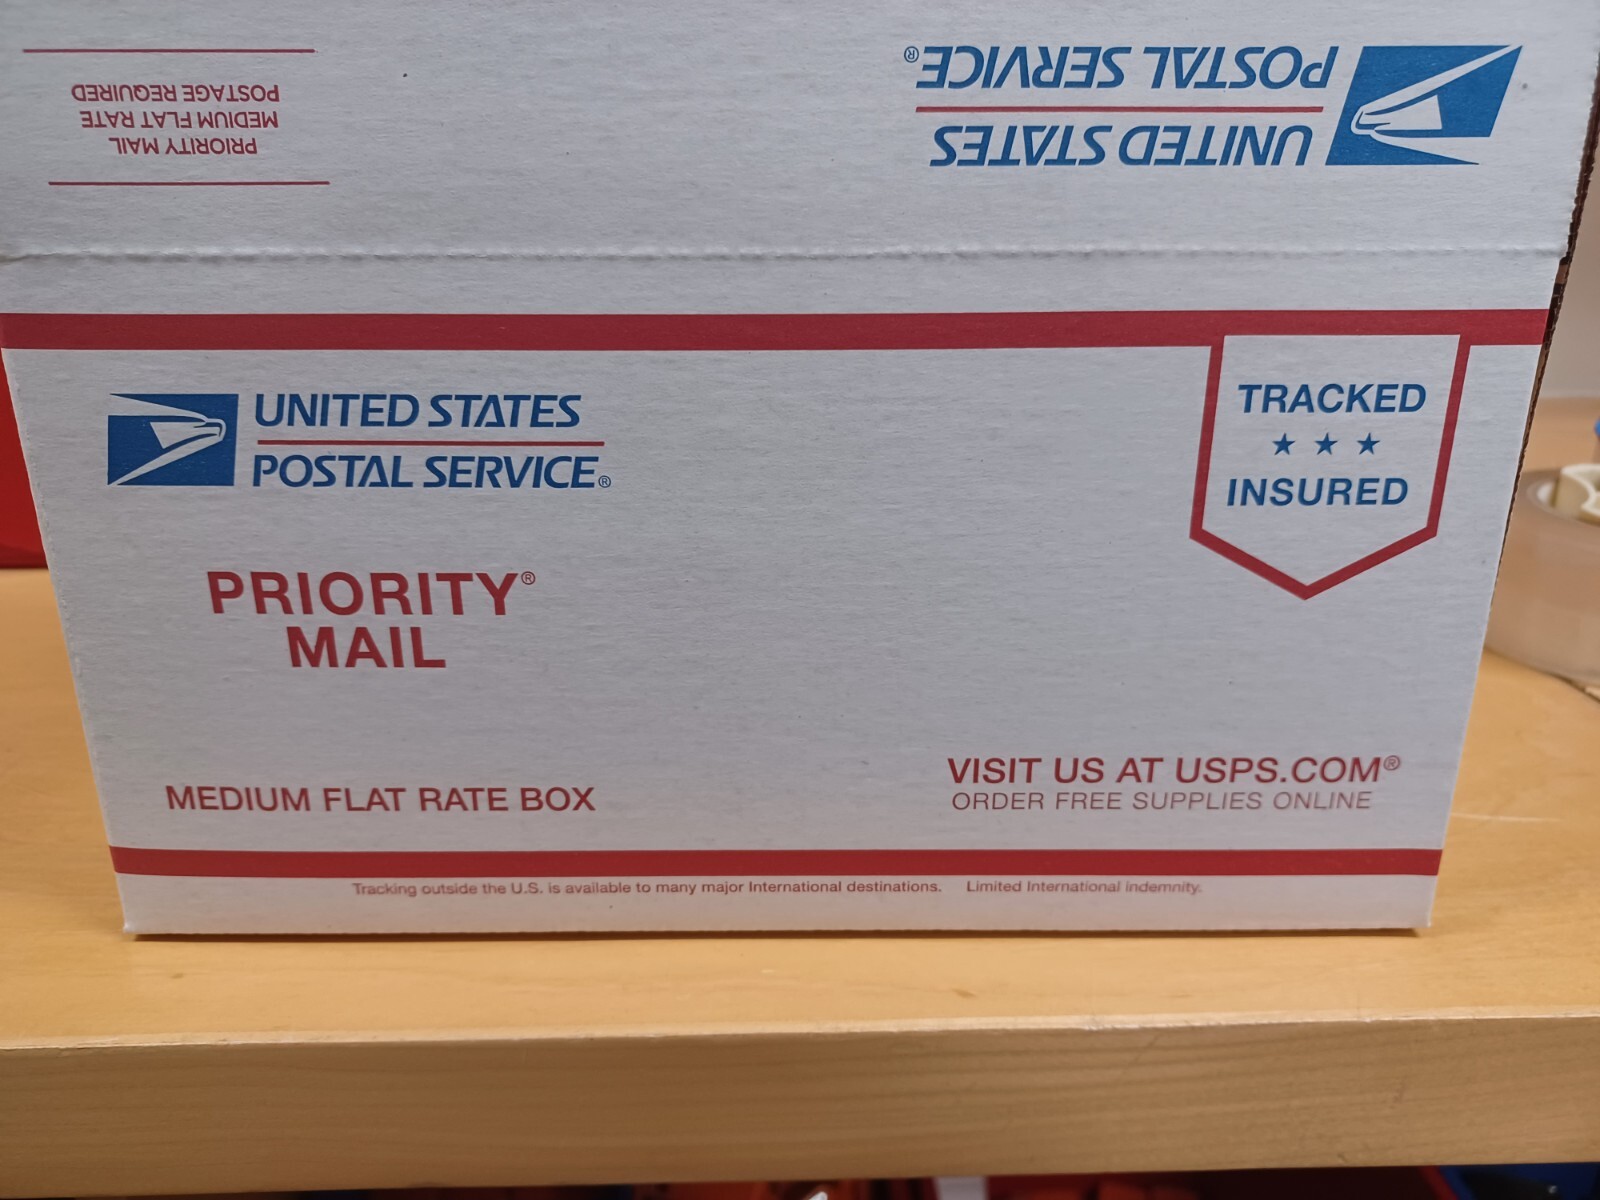 PRIORITY MAIL
MEDIUM FLAT RATE
POSTAGE REQUIRED
UNITED STATES
POSTAL SERVICE®
UNITED STATES
POSTAL SERVICE®
TRACKED
★ ★ ★
INSURED
PRIORITY®
MAIL
MEDIUM FLAT RATE BOX
VISIT US AT USPS.COM®
ORDER FREE SUPPLIES ONLINE
Tracking outside the U.S. is available to many major International destinations. Limited International indemnity.